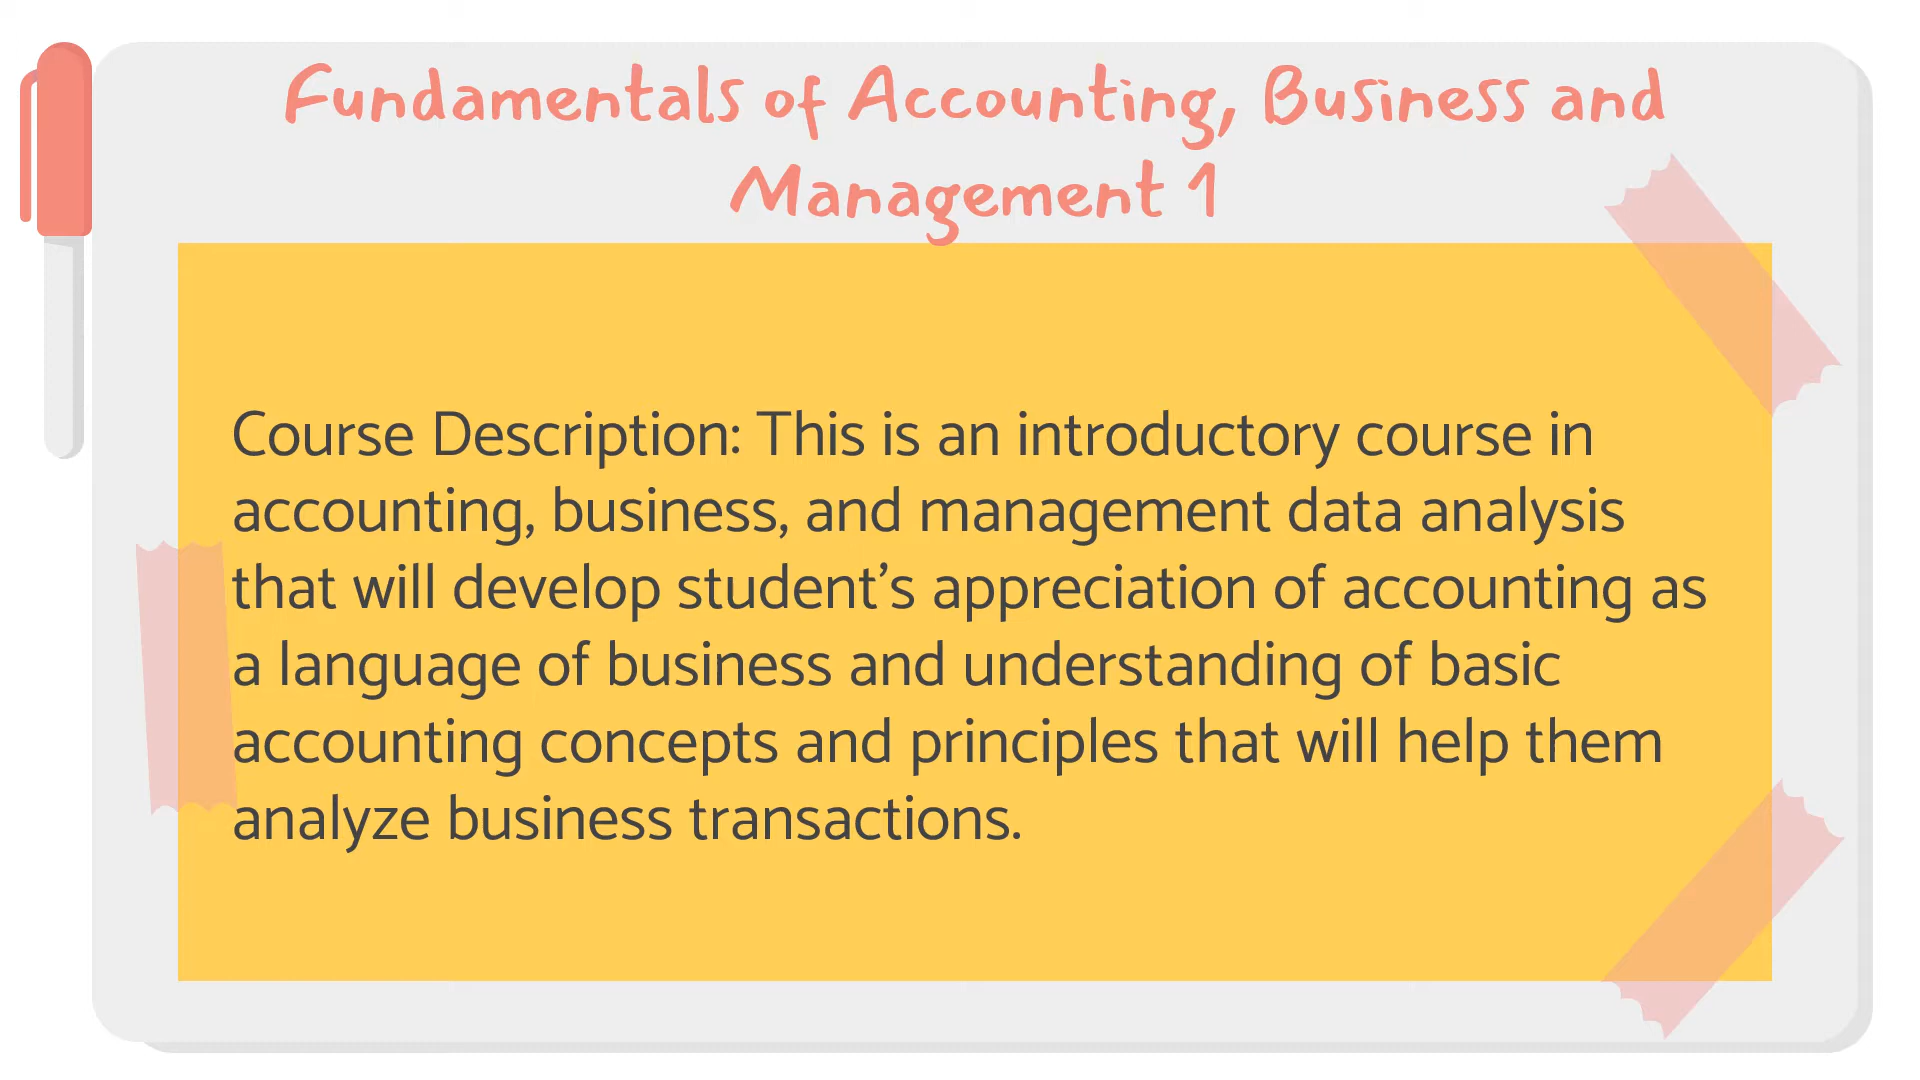 Fundamentals of Accounting, Business and
Management 1
Course Description: This is an introductory course in
accounting, business, and management data analysis
that will develop student’s appreciation of accounting as
a language of business and understanding of basic
accounting concepts and principles that will help them
analyze business transactions.